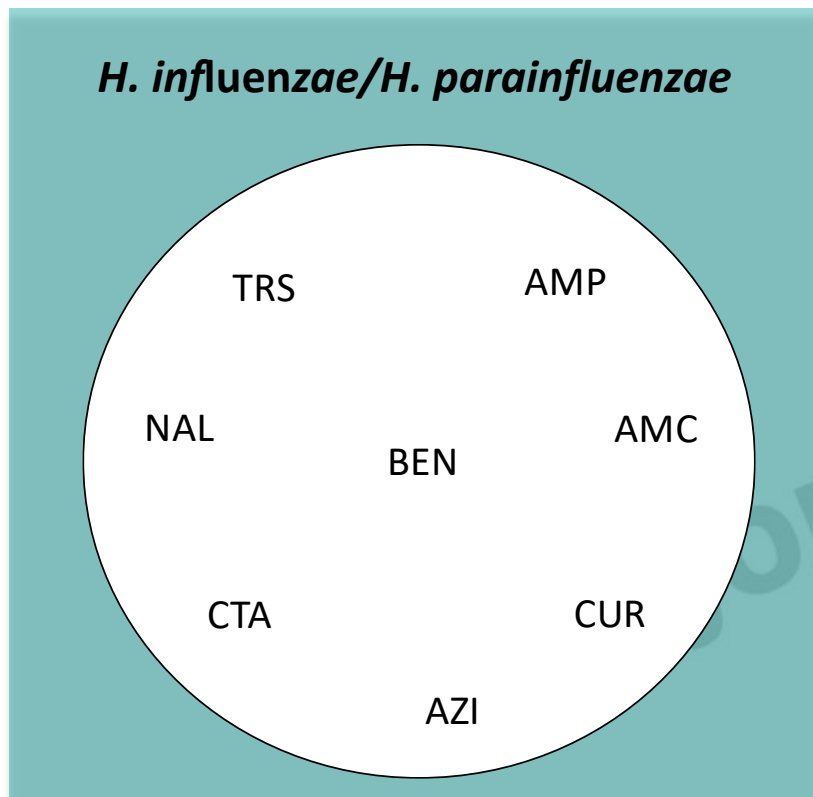 H. influenzae/H. parainfluenzae
TRS AMP
NAL AMC
BEN
CTA CUR
AZI